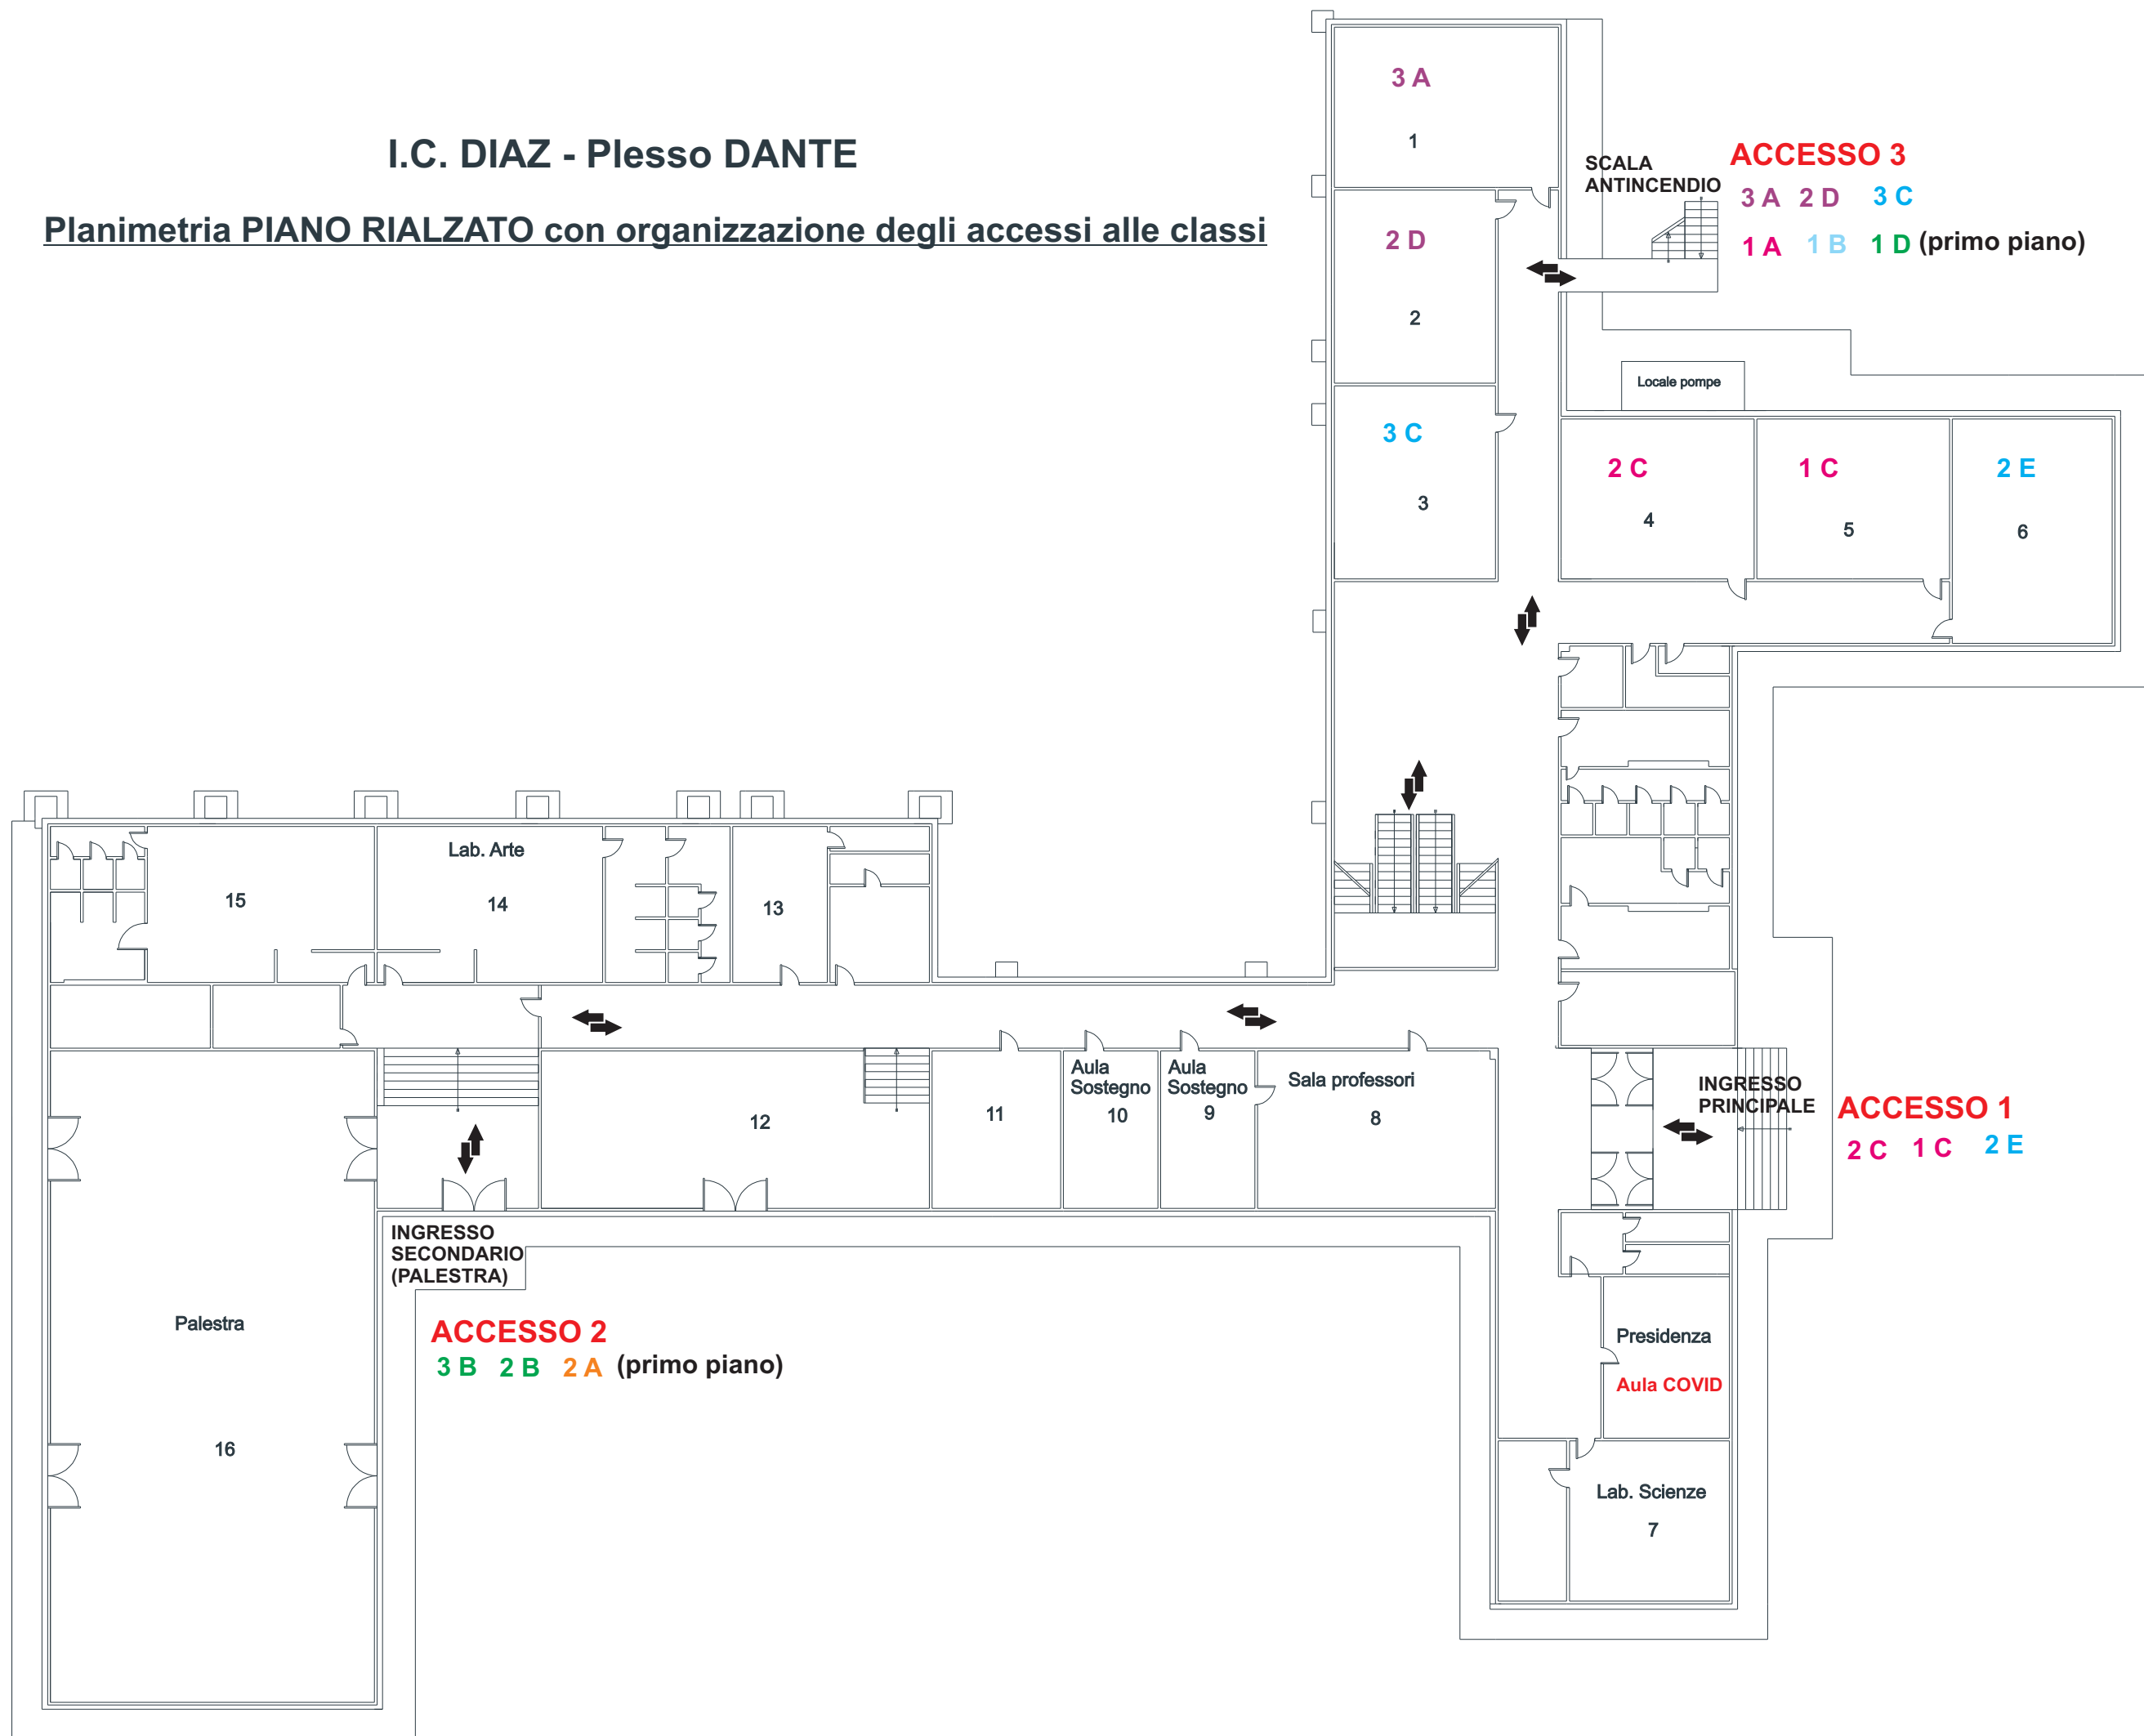 I.C. DIAZ - Plesso DANTE
Planimetria PIANO RIALZATO con organizzazione degli accessi alle classi
3 A
1
SCALA
ANTINCENDIO
ACCESSO 3
3 A 2 D 3 C
1 A 1 B 1 D (primo piano)
2 D
2
Locale pompe
3 C
3
2 C
4
1 C
5
2 E
6
15
Lab. Arte
14
13
12
11
Aula
Sostegno
10
Aula
Sostegno
9
Sala professori
8
INGRESSO
PRINCIPALE
ACCESSO 1
2 C 1 C 2 E
INGRESSO
SECONDARIO
(PALESTRA)
ACCESSO 2
3 B 2 B 2 A (primo piano)
Palestra
16
Presidenza
Aula COVID
Lab. Scienze
7